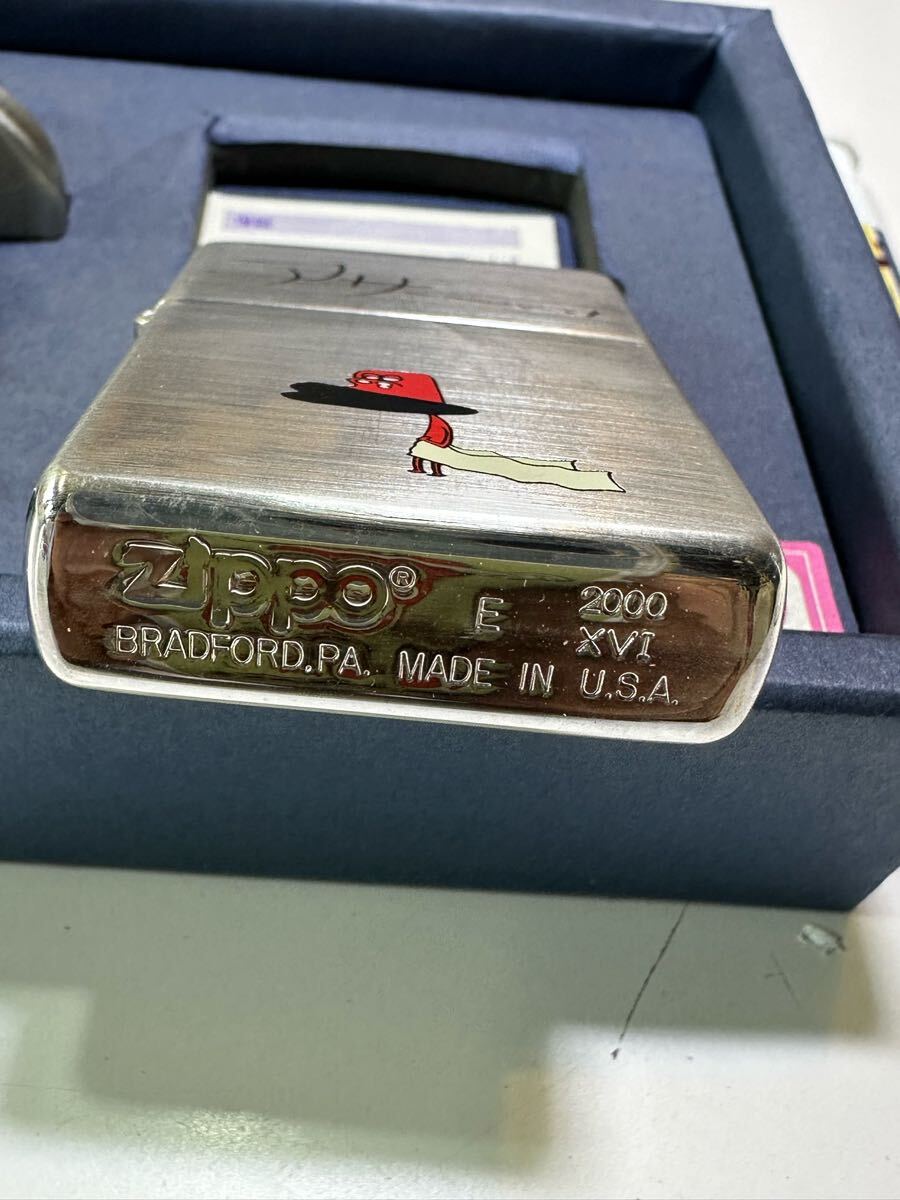 Zippo® E 2000
XVI
BRADFORD, PA. MADE IN U.S.A.